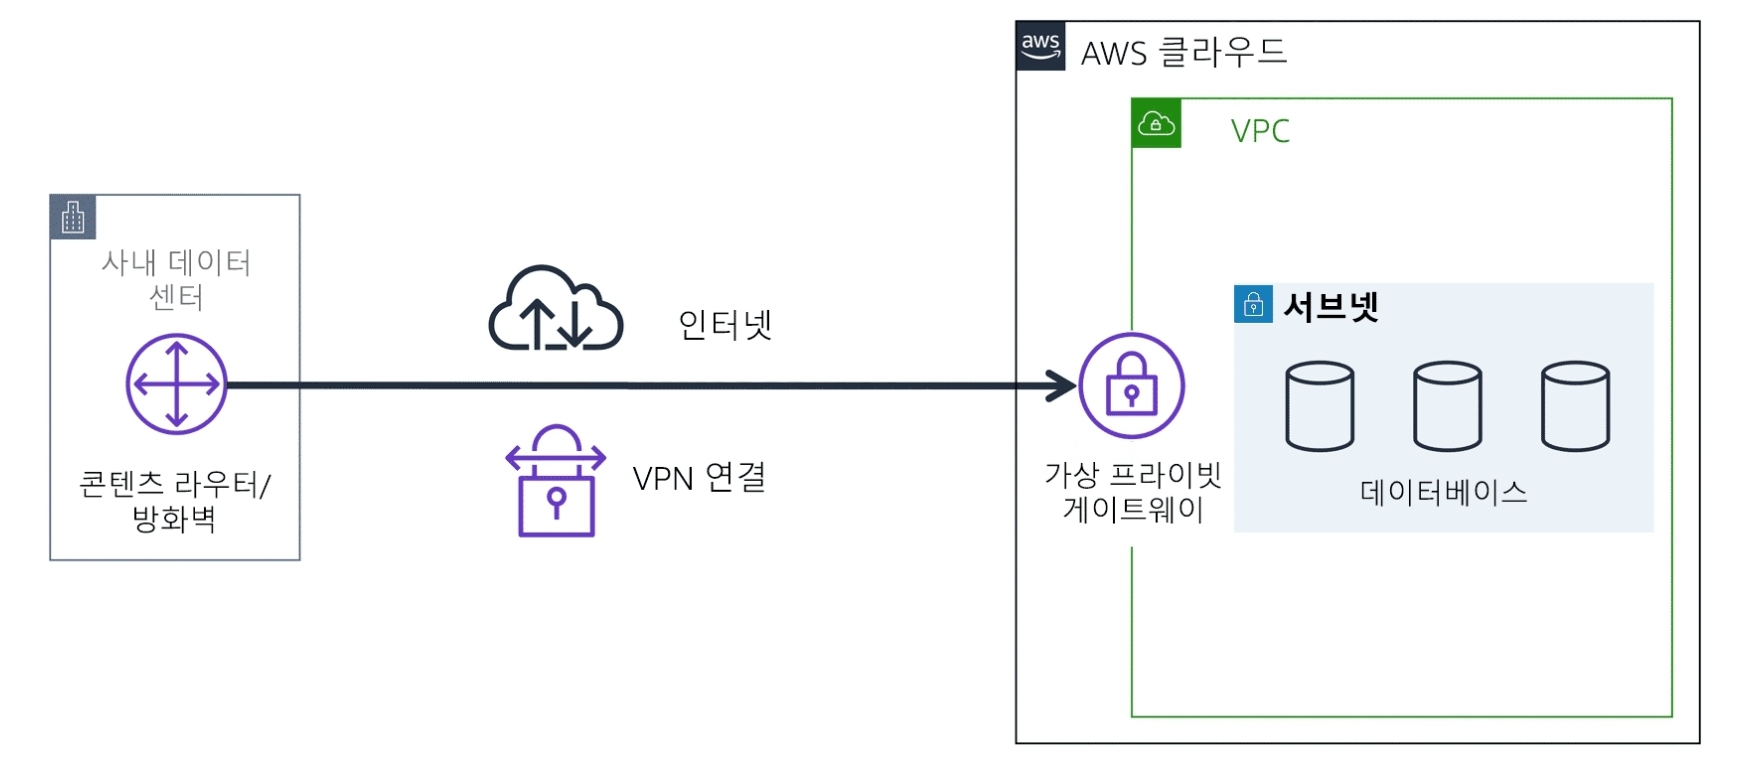 aws
AWS 클라우드
VPC
사내 데이터
센터
인터넷
서브넷
콘텐츠 라우터/
방화벽
VPN 연결
가상 프라이빗
게이트웨이
데이터베이스